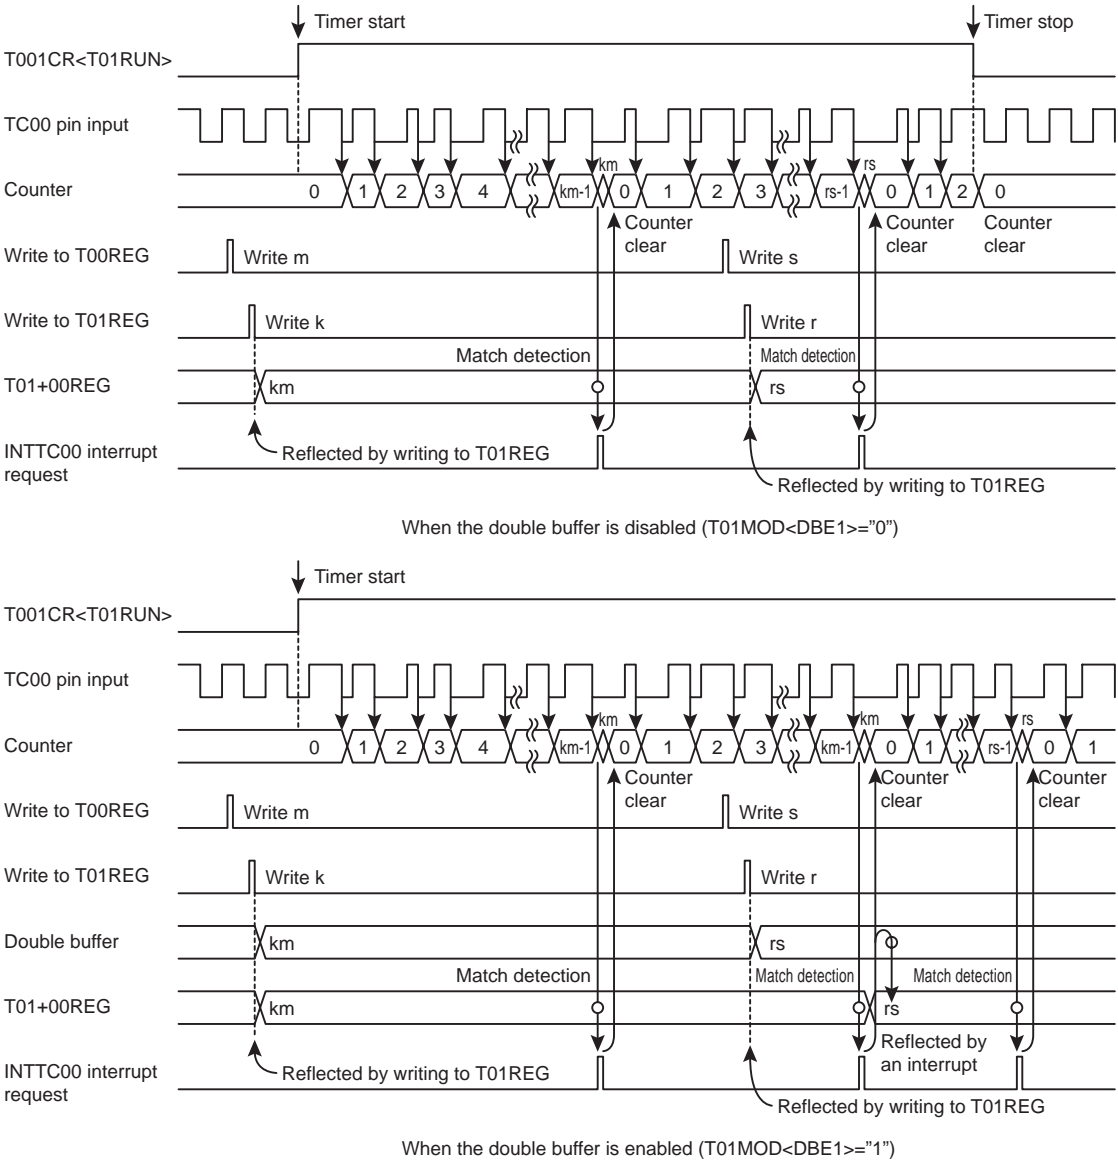 Timer start
Timer stop
T001CR<T01RUN>
TC00 pin input
km
rs
Counter
0 1 2 3 4 km-1 0 1 2 3 rs-1 0 1 2 0
Counter
clear
Counter
clear
Counter
clear
Write to T00REG
Write m
Write s
Write to T01REG
Write k
Write r
Match detection
Match detection
T01+00REG
km
rs
INTTC00 interrupt
request
Reflected by writing to T01REG
Reflected by writing to T01REG
When the double buffer is disabled (T01MOD<DBE1>=”0”)
Timer start
T001CR<T01RUN>
TC00 pin input
km
km
rs
Counter
0 1 2 3 4 km-1 0 1 2 3 km-1 0 1 rs-1 0 1
Counter
clear
Counter
clear
Counter
clear
Write to T00REG
Write m
Write s
Write to T01REG
Write k
Write r
Double buffer
km
rs
Match detection
Match detection
Match detection
T01+00REG
km
rs
Reflected by
an interrupt
INTTC00 interrupt
request
Reflected by writing to T01REG
Reflected by writing to T01REG
When the double buffer is enabled (T01MOD<DBE1>=”1”)